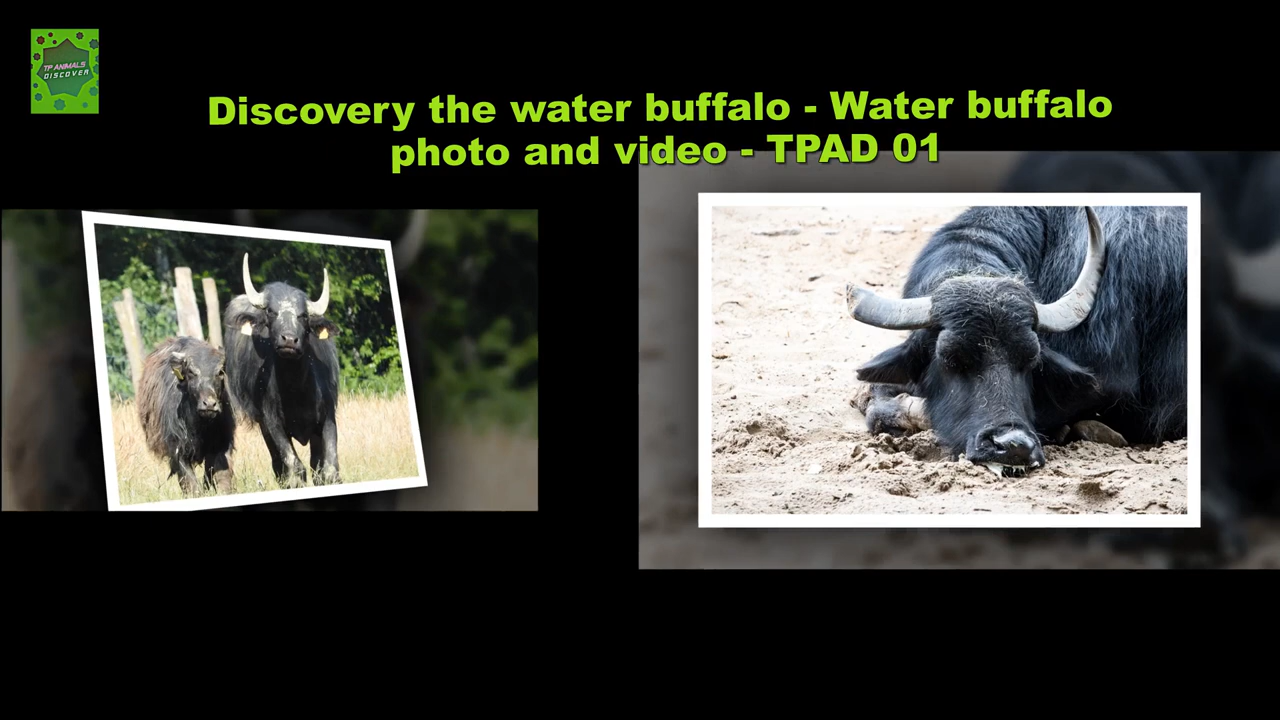 TP ANIMALS
DISCOVER
Discovery the water buffalo - Water buffalo
photo and video - TPAD 01